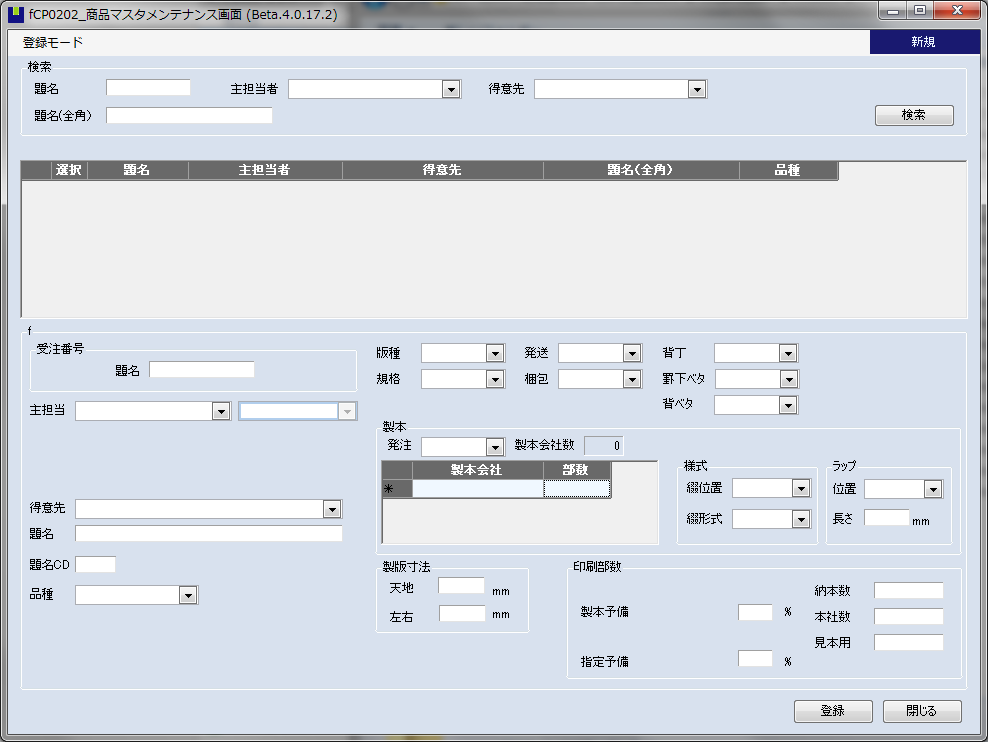 fCP0202_商品マスタメンテナンス画面 (Beta.4.0.17.2)
登録モード 新規
検索
題名 主担当者 得意先
題名(全角) 検索
選択 題名 主担当者 得意先 題名(全角) 品種
f
受注番号
題名
主担当
得意先
題名
題名CD
品種
版種 発送 背丁
規格 梱包 罫下ベタ
背ベタ
製本
発注 製本会社数 0
製本会社 部数
*
様式
綴位置
綴形式
ラップ
位置
長さ mm
製版寸法
天地 mm
左右 mm
印刷部数
製本予備 %
指定予備 %
納本数
本社数
見本用
登録 閉じる